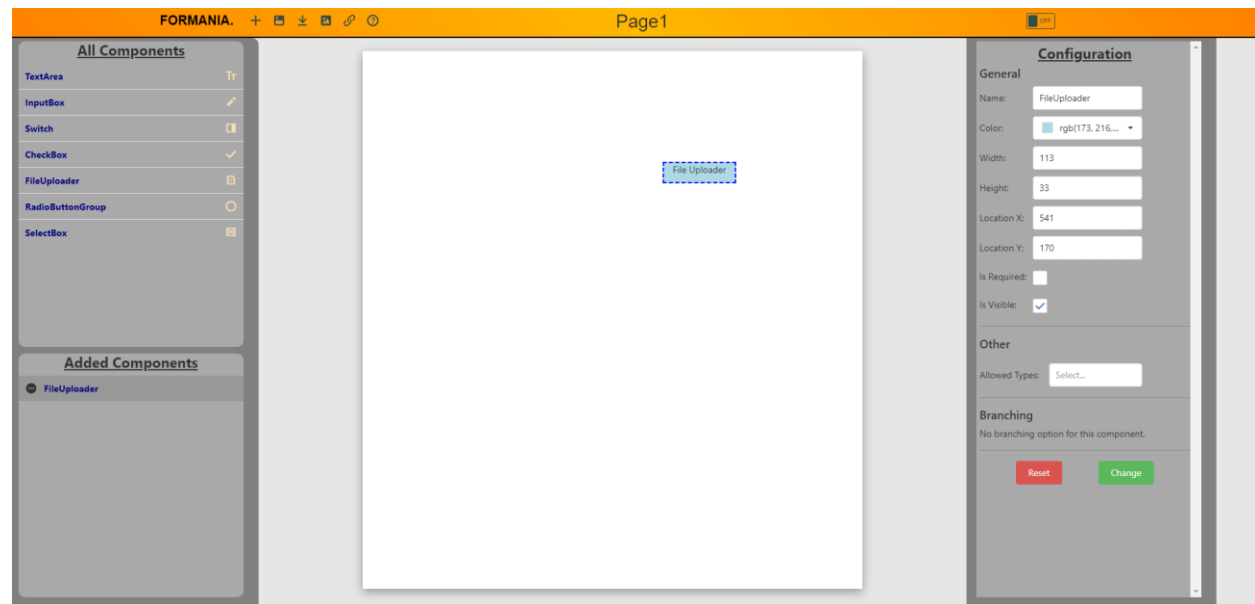 FORMANIA.
Page1
OFF
All Components
TextArea
Tr
InputBox
Switch
CheckBox
FileUploader
RadioButtonGroup
SelectBox
Added Components
FileUploader
File Uploader
Configuration
General
Name: FileUploader
Color: rgb(173, 216,...
Width: 113
Height: 33
Location X: 541
Location Y: 170
Is Required:
Is Visible:
Other
Allowed Types: Select...
Branching
No branching option for this component.
Reset Change